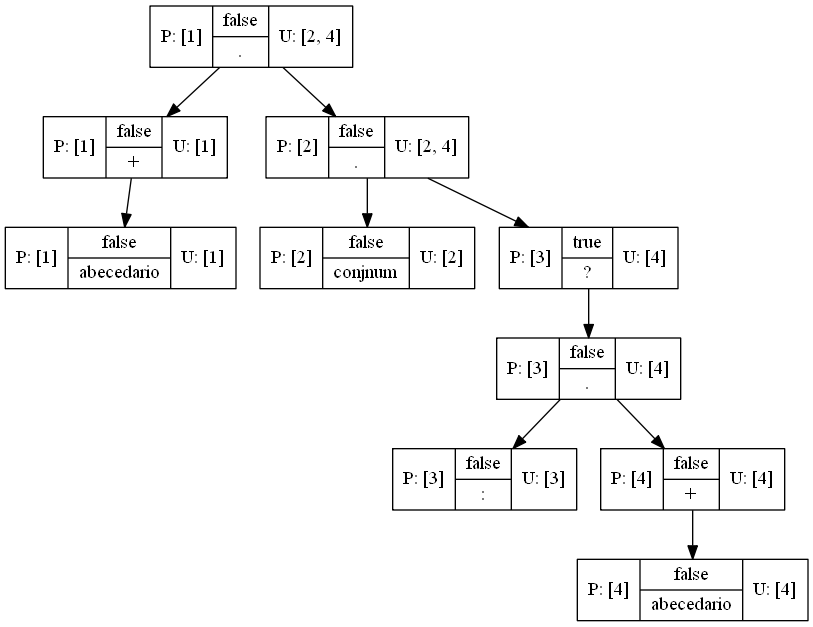 P: [1] false . U: [2, 4]
P: [1] false + U: [1]
P: [2] false . U: [2, 4]
P: [1] false abecedario U: [1]
P: [2] false conjnum U: [2]
P: [3] true ? U: [4]
P: [3] false . U: [4]
P: [3] false : U: [3]
P: [4] false + U: [4]
P: [4] false abecedario U: [4]